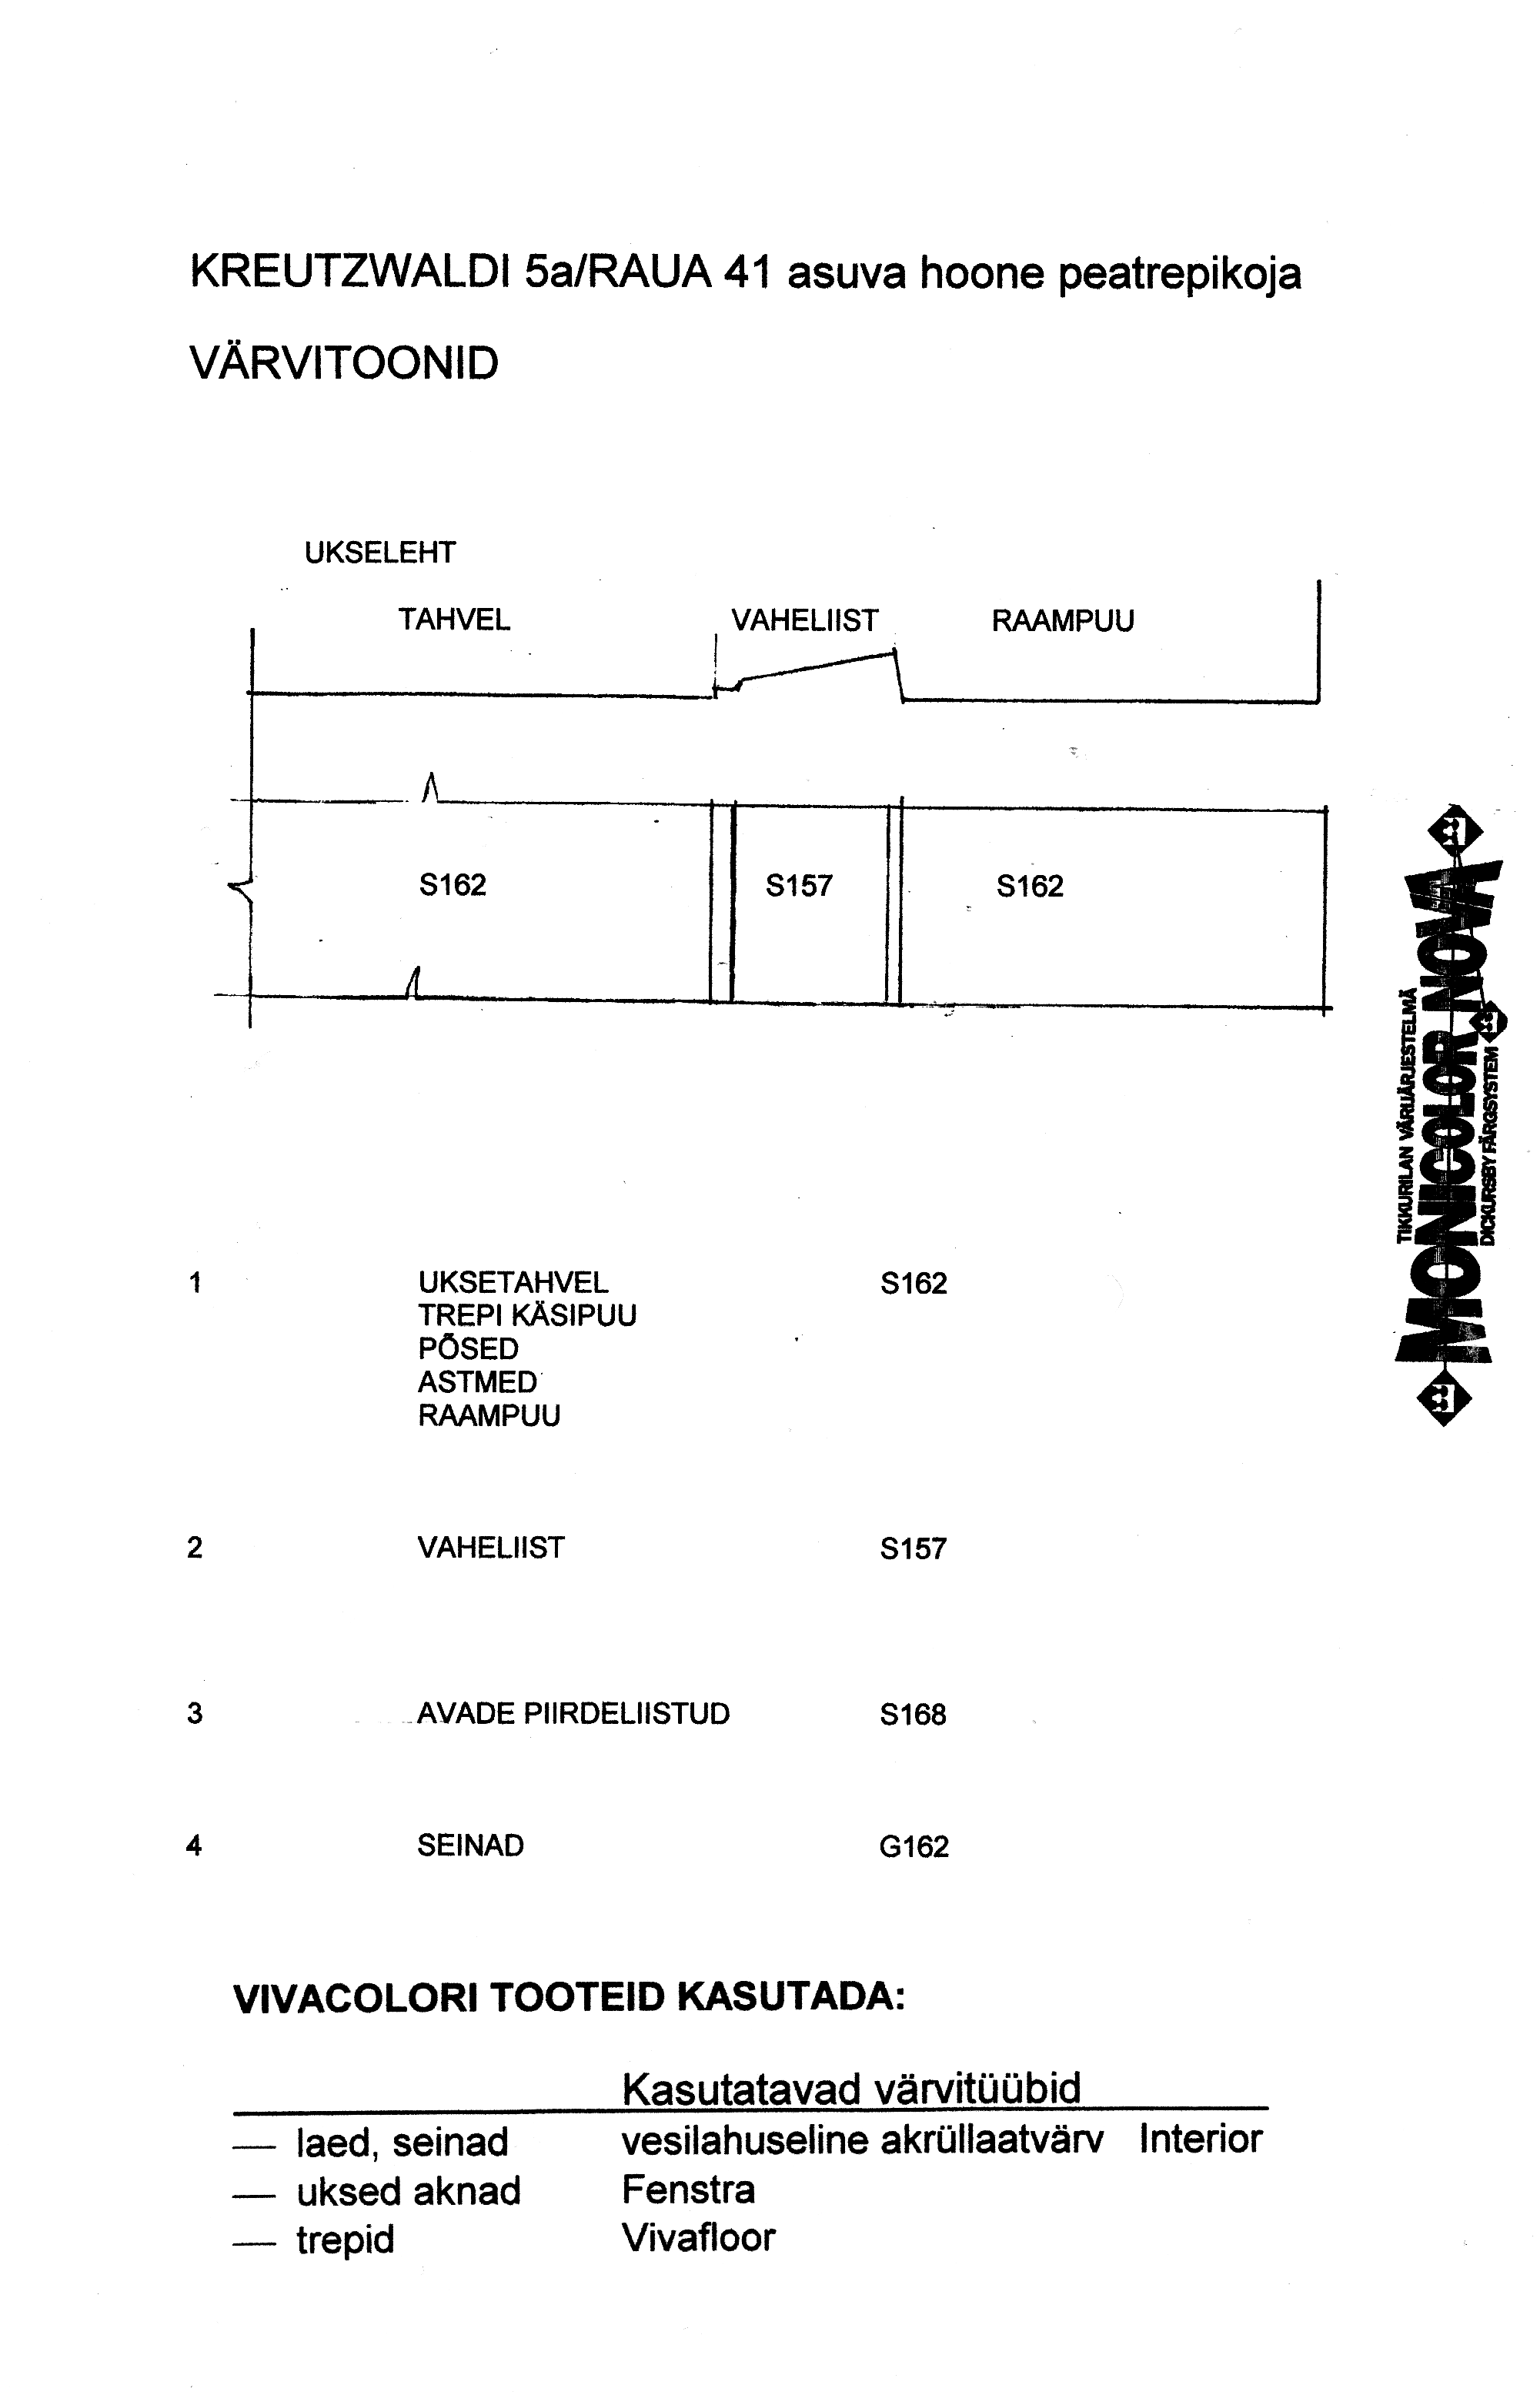 KREUTZWALDI 5a/RAUA 41 asuva hoone peatrepikoja
VÄRVITOONID
UKSELEHT
TAHVEL VAHELIIST RAAMPUU
S162 S157 S162
TIKKURILAN VÄRIJÄRJESTELMÄ
MONICOLOR NOVA
DICKURSBY FÄRGSYSTEM
1 UKSETAHVEL S162
TREPI KÄSIPUU
PÕSED
ASTMED
RAAMPUU
2 VAHELIIST S157
3 AVADE PIIRDELIISTUD S168
4 SEINAD G162
VIVACOLORI TOOTEID KASUTADA:
Kasutatavad värvitüübid
— laed, seinad vesilahuseline akrüllaatvärv Interior
— uksed aknad Fenstra
— trepid Vivafloor